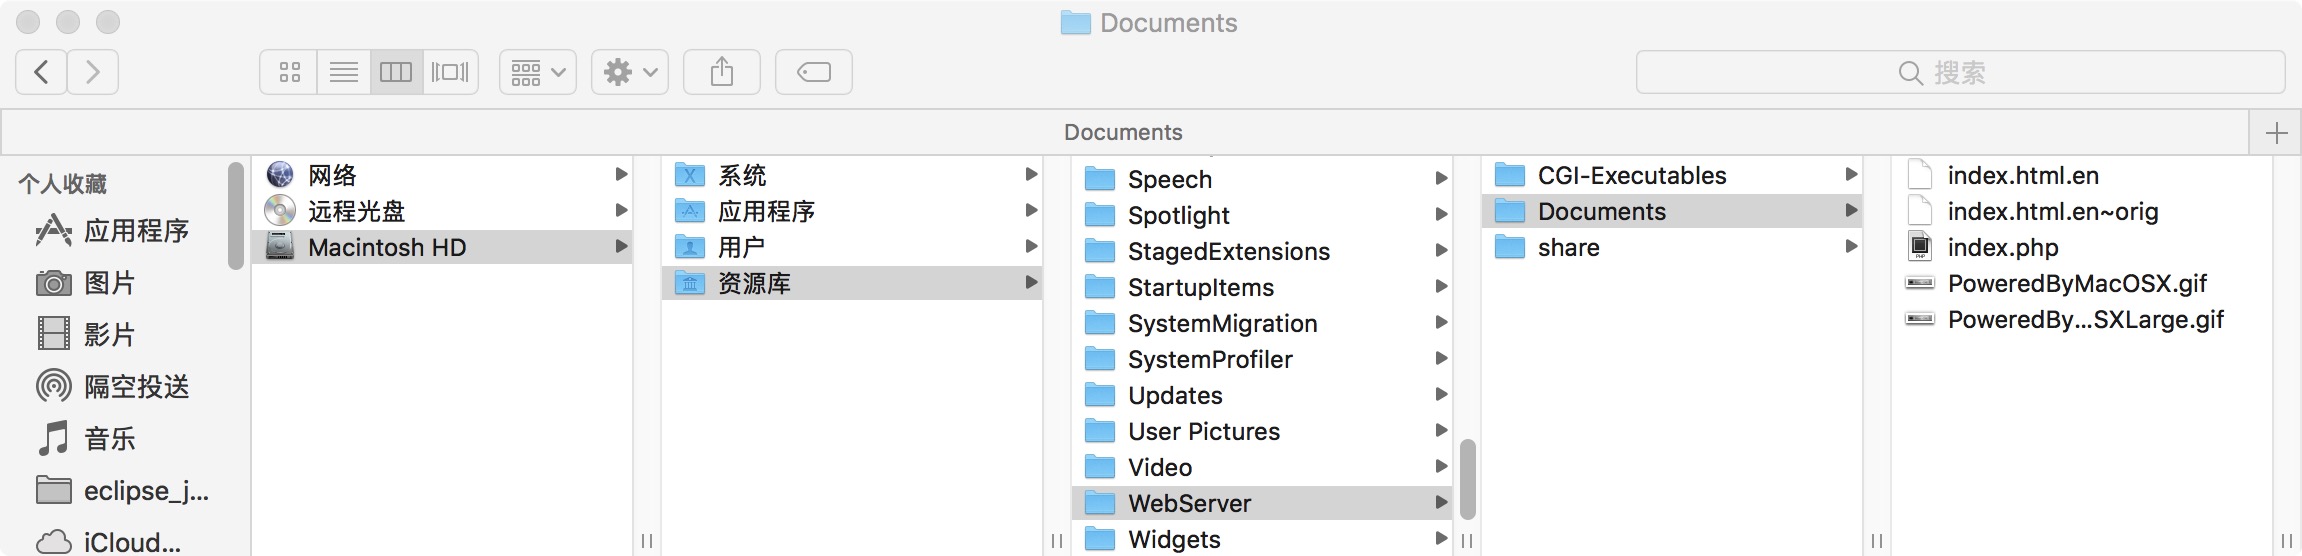 Documents
搜索
Documents
个人收藏
应用程序
图片
影片
隔空投送
音乐
eclipse_j...
iCloud...
网络
远程光盘
Macintosh HD
系统
应用程序
用户
资源库
Speech
Spotlight
StagedExtensions
StartupItems
SystemMigration
SystemProfiler
Updates
User Pictures
Video
WebServer
Widgets
CGI-Executables
Documents
share
index.html.en
index.html.en~orig
index.php
PoweredByMacOSX.gif
PoweredBy...SXLarge.gif